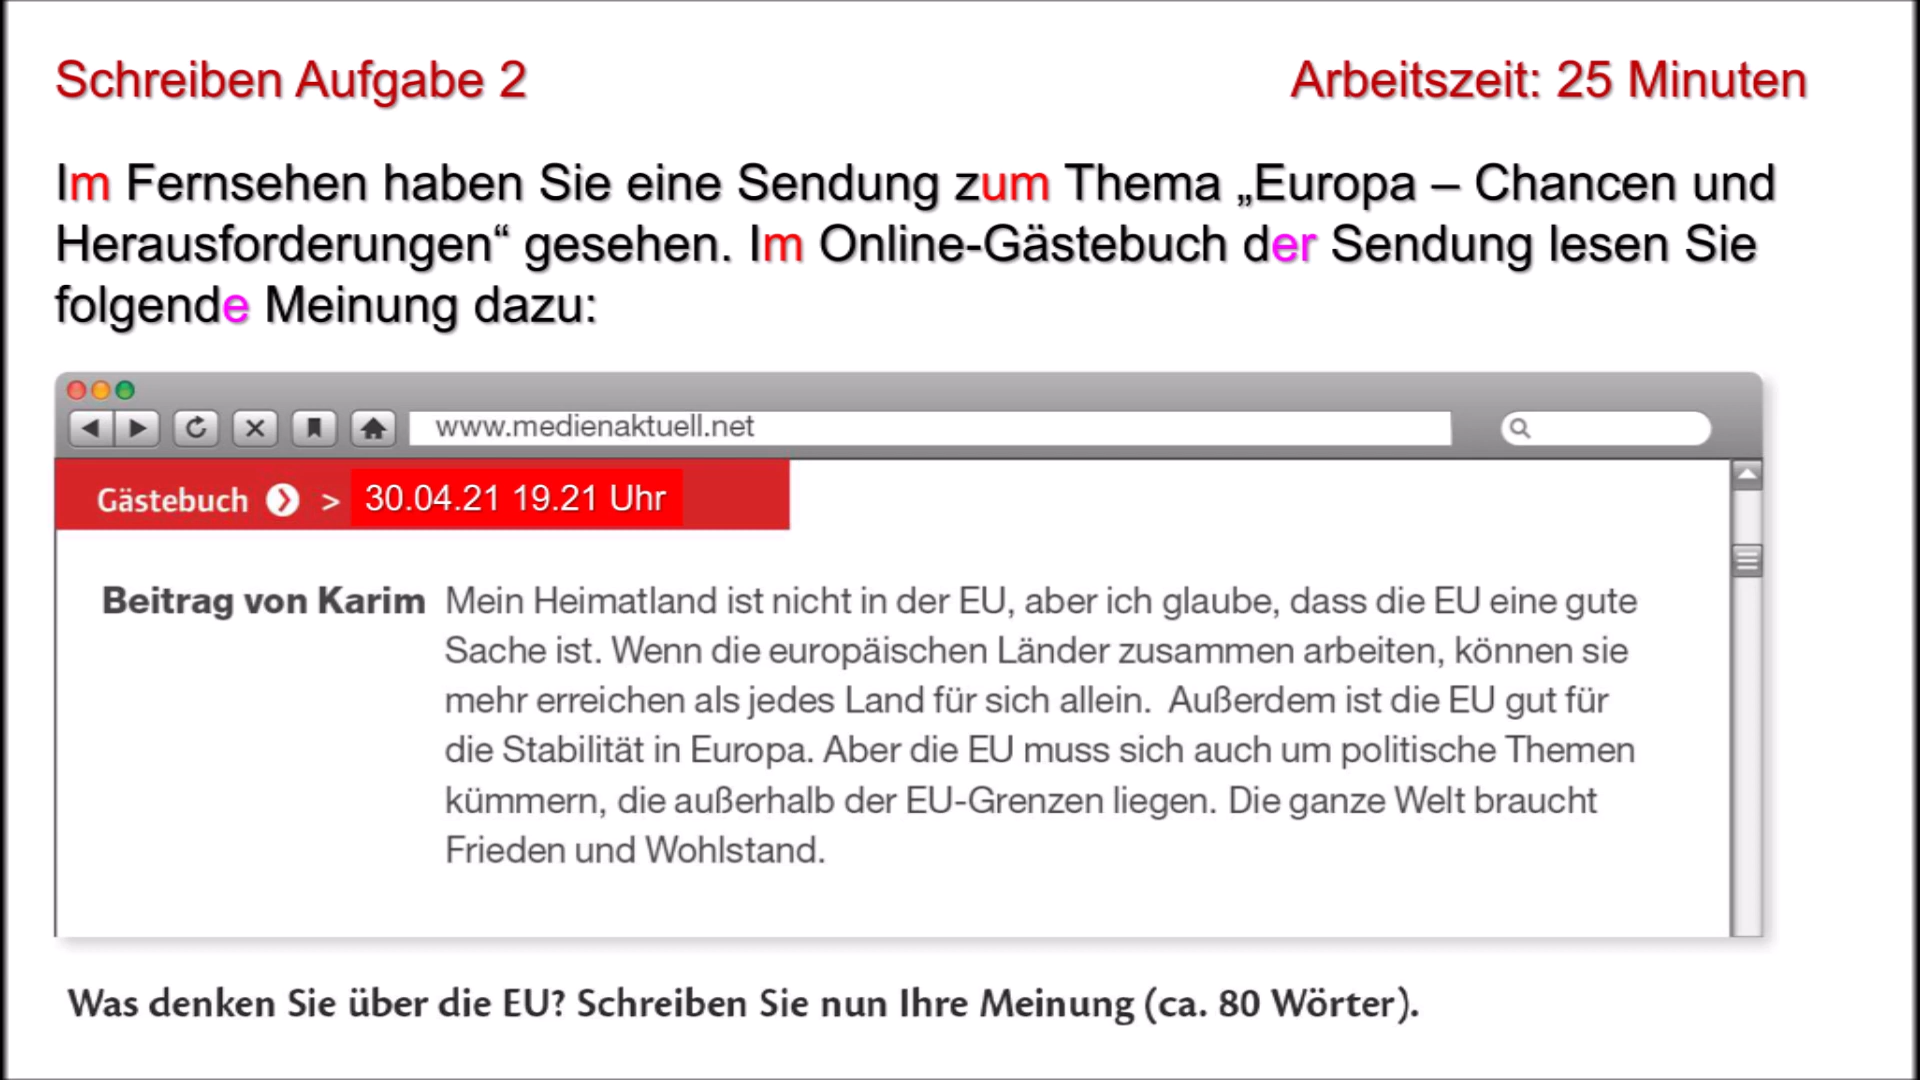 Schreiben Aufgabe 2
Arbeitszeit: 25 Minuten
Im Fernsehen haben Sie eine Sendung zum Thema „Europa – Chancen und
Herausforderungen“ gesehen. Im Online-Gästebuch der Sendung lesen Sie
folgende Meinung dazu:
www.medienaktuell.net
Gästebuch > 30.04.21 19.21 Uhr
Beitrag von Karim Mein Heimatland ist nicht in der EU, aber ich glaube, dass die EU eine gute
Sache ist. Wenn die europäischen Länder zusammen arbeiten, können sie
mehr erreichen als jedes Land für sich allein. Außerdem ist die EU gut für
die Stabilität in Europa. Aber die EU muss sich auch um politische Themen
kümmern, die außerhalb der EU-Grenzen liegen. Die ganze Welt braucht
Frieden und Wohlstand.
Was denken Sie über die EU? Schreiben Sie nun Ihre Meinung (ca. 80 Wörter).